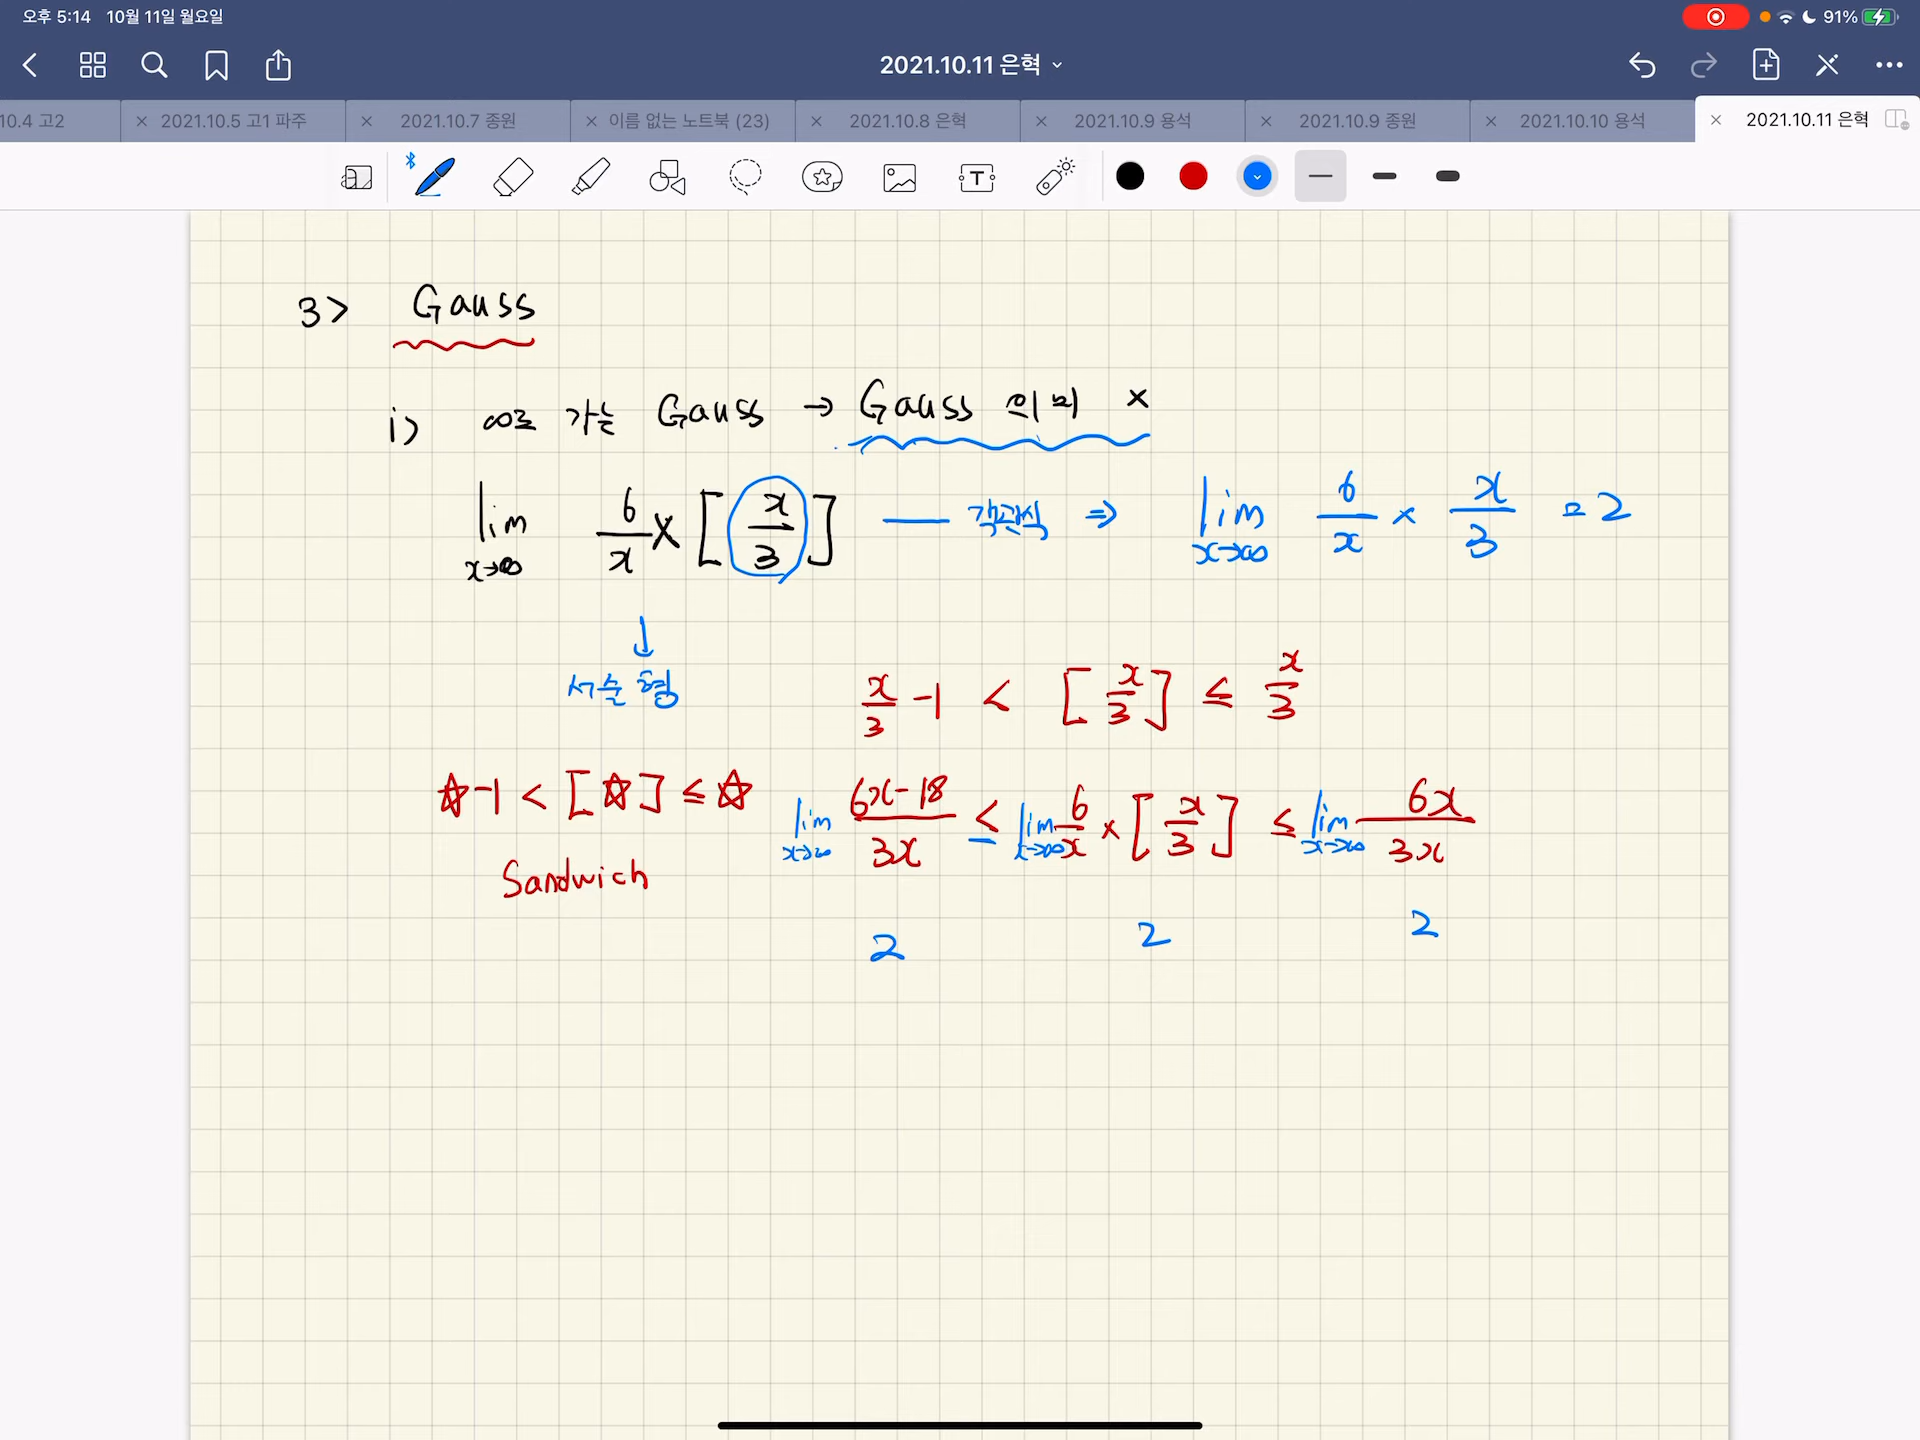 오후 5:14 10월 11일 월요일
91%
2021.10.11 은혁
10.4 고2
2021.10.5 고1 파주
2021.10.7 종원
이름 없는 노트북 (23)
2021.10.8 은혁
2021.10.9 용석
2021.10.9 종원
2021.10.10 용석
2021.10.11 은혁
3> Gauss
i) ∞로 가는 Gauss → Gauss 의미 ×
lim x→∞ 6/x × [x/3] — 객관식 ⇒ lim x→∞ 6/x × x/3 = 2
↓
서술형
x/3 -1 < [x/3] ≤ x/3
☆-1 < [☆] ≤ ☆
lim x→∞ 6x-18/3x ≤ lim x→∞ 6/x × [x/3] ≤ lim x→∞ 6x/3x
Sandwich
2 2 2